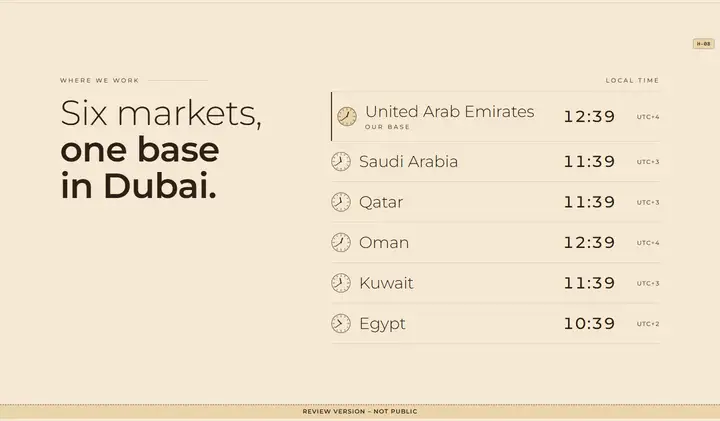 II–08
WHERE WE WORK
LOCAL TIME
Six markets,
one base
in Dubai.
United Arab Emirates 12:39 UTC+4
OUR BASE
Saudi Arabia 11:39 UTC+3
Qatar 11:39 UTC+3
Oman 12:39 UTC+4
Kuwait 11:39 UTC+3
Egypt 10:39 UTC+2
REVIEW VERSION – NOT PUBLIC